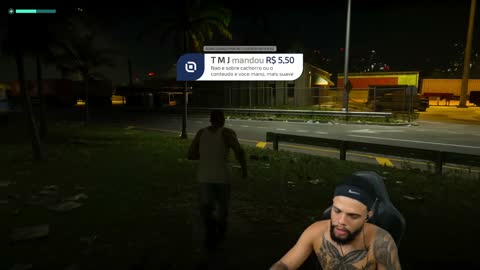 T M J mandou R$ 5,50
Nao e sobre cachorro ou o
conteudo e voce mano, mais suave